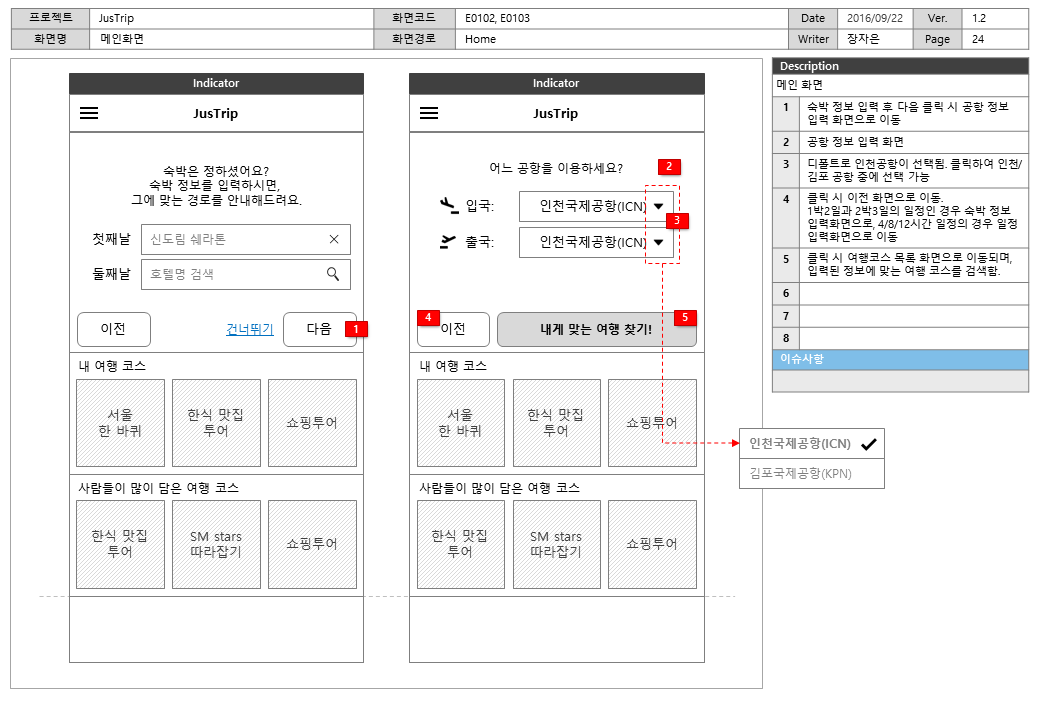 프로젝트 JusTrip 화면코드 E0102, E0103 Date 2016/09/22 Ver. 1.2
화면명 메인화면 화면경로 Home Writer 장자은 Page 24
Indicator
JusTrip
숙박은 정하셨어요?
숙박 정보를 입력하시면,
그에 맞는 경로를 안내해드려요.
첫째날 신도림 쉐라톤
둘째날 호텔명 검색
이전 건너뛰기 다음 1
내 여행 코스
서울
한 바퀴
한식 맛집
투어
쇼핑투어
사람들이 많이 담은 여행 코스
한식 맛집
투어
SM stars
따라잡기
쇼핑투어
Indicator
JusTrip
어느 공항을 이용하세요? 2
입국: 인천국제공항(ICN)
3
출국: 인천국제공항(ICN)
4 이전 내게 맞는 여행 찾기! 5
내 여행 코스
서울
한 바퀴
한식 맛집
투어
쇼핑투어
사람들이 많이 담은 여행 코스
한식 맛집
투어
SM stars
따라잡기
쇼핑투어
인천국제공항(ICN)
김포국제공항(KPN)
Description
메인 화면
1 숙박 정보 입력 후 다음 클릭 시 공항 정보
입력 화면으로 이동
2 공항 정보 입력 화면
3 디폴트로 인천공항이 선택됨. 클릭하여 인천/
김포 공항 중에 선택 가능
4 클릭 시 이전 화면으로 이동.
1박2일과 2박3일의 일정인 경우 숙박 정보
입력화면으로, 4/8/12시간 일정의 경우 일정
입력화면으로 이동
5 클릭 시 여행코스 목록 화면으로 이동되며,
입력된 정보에 맞는 여행 코스를 검색함.
6
7
8
이슈사항